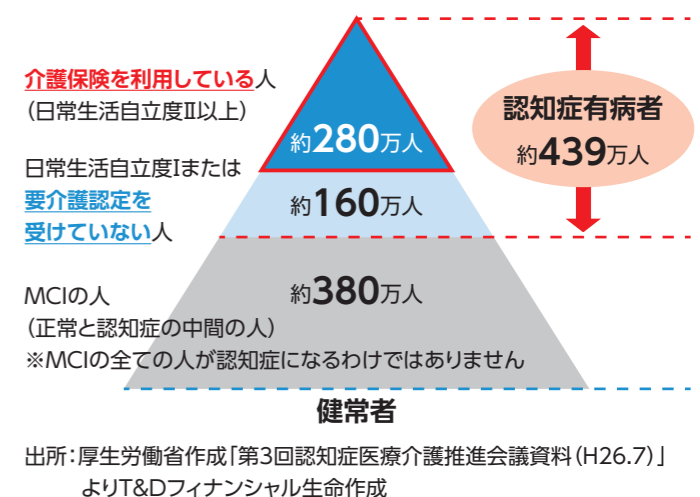 介護保険を利用している人
（日常生活自立度Ⅱ以上）
約280万人
認知症有病者
約439万人
日常生活自立度Ⅰまたは
要介護認定を
受けていない人
約160万人
MCIの人
（正常と認知症の中間の人）
※MCIの全ての人が認知症になるわけではありません
約380万人
健常者
出所：厚生労働省作成「第3回認知症医療介護推進会議資料（H26.7）」
よりT&Dフィナンシャル生命作成